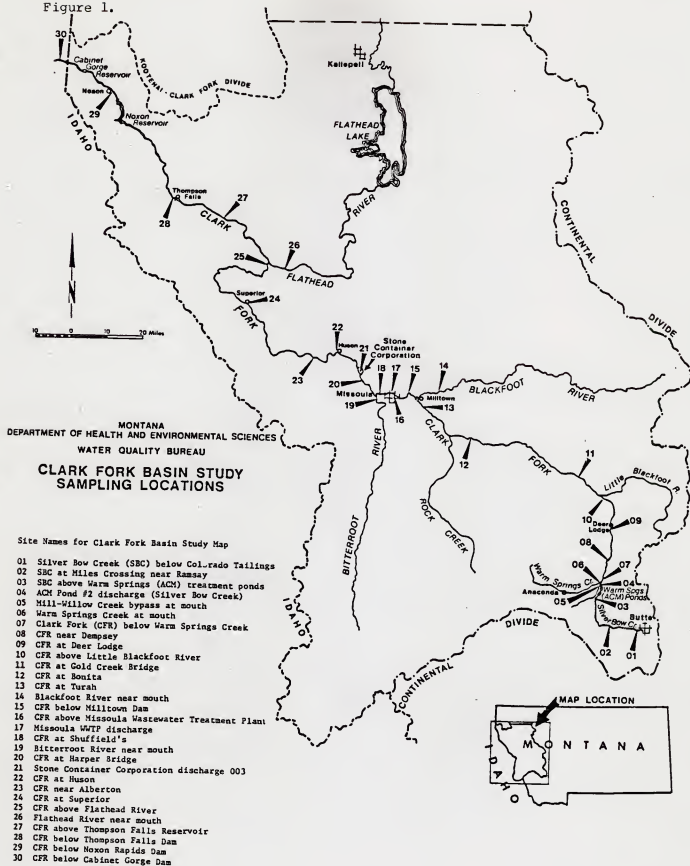 Figure 1.
30
Cabinet
Gorge
Reservoir
KOOTENAI - CLARK FORK DIVIDE
Noxon
29
Noxon
Reservoir
IDAHO
Kalispell
FLATHEAD
LAKE
RIVER
CONTINENTAL
DIVIDE
Thompson
Falls
28
27
CLARK
25
26
FLATHEAD
Superior
24
FORK
N
10 0 10 20 Miles
22
Huson
21
Stone
Container
Corporation
23
20
18
17
15
14
Missoula
Milltown
BLACKFOOT
RIVER
19
16
13
CLARK
12
FORK
11
Little
Blackfoot R.
10
Deer
Lodge
09
08
ROCK
CREEK
RIVER
BITTERROOT
06
07
Warm Springs Cr.
04
Anaconda
05
Warm Spgs
(ACM) Ponds
03
Silver Bow Cr.
Butte
02
01
IDAHO
DIVIDE
CONTINENTAL
MONTANA
DEPARTMENT OF HEALTH AND ENVIRONMENTAL SCIENCES
WATER QUALITY BUREAU
CLARK FORK BASIN STUDY
SAMPLING LOCATIONS
Site Names for Clark Fork Basin Study Map
01 Silver Bow Creek (SBC) below Colorado Tailings
02 SBC at Miles Crossing near Ramsay
03 SBC above Warm Springs (ACM) treatment ponds
04 ACM Pond #2 discharge (Silver Bow Creek)
05 Mill-Willow Creek bypass at mouth
06 Warm Springs Creek at mouth
07 Clark Fork (CFR) below Warm Springs Creek
08 CFR near Dempsey
09 CFR at Deer Lodge
10 CFR above Little Blackfoot River
11 CFR at Gold Creek Bridge
12 CFR at Bonita
13 CFR at Turah
14 Blackfoot River near mouth
15 CFR below Milltown Dam
16 CFR above Missoula Wastewater Treatment Plant
17 Missoula WWTP discharge
18 CFR at Shuffield's
19 Bitterroot River near mouth
20 CFR at Harper Bridge
21 Stone Container Corporation discharge 003
22 CFR at Huson
23 CFR near Alberton
24 CFR at Superior
25 CFR above Flathead River
26 Flathead River near mouth
27 CFR above Thompson Falls Reservoir
28 CFR below Thompson Falls Dam
29 CFR below Noxon Rapids Dam
30 CFR below Cabinet Gorge Dam
MAP LOCATION
MONTANA
IDAHO